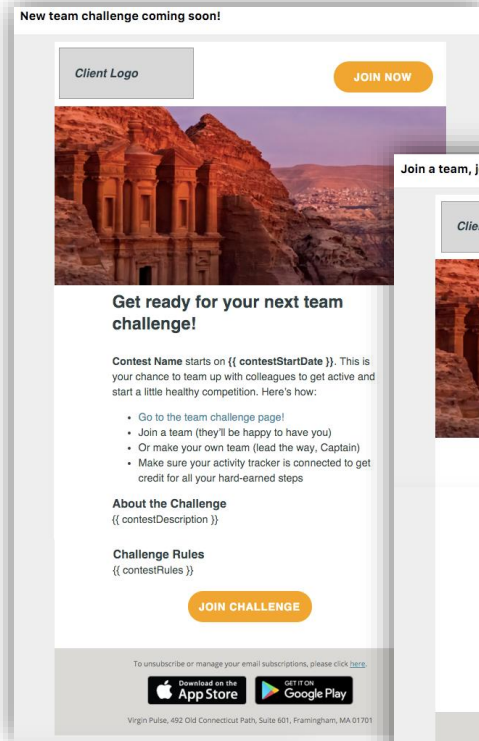 New team challenge coming soon!
Client Logo
JOIN NOW
Get ready for your next team
challenge!
Contest Name starts on {{ contestStartDate }}. This is
your chance to team up with colleagues to get active and
start a little healthy competition. Here's how:
• Go to the team challenge page!
• Join a team (they'll be happy to have you)
• Or make your own team (lead the way, Captain)
• Make sure your activity tracker is connected to get
credit for all your hard-earned steps
About the Challenge
{{ contestDescription }}
Challenge Rules
{{ contestRules }}
JOIN CHALLENGE
To unsubscribe or manage your email subscriptions, please click here.
Download on the
App Store
GET IT ON
Google Play
Virgin Pulse, 492 Old Connecticut Path, Suite 601, Framingham, MA 01701
Join a team,